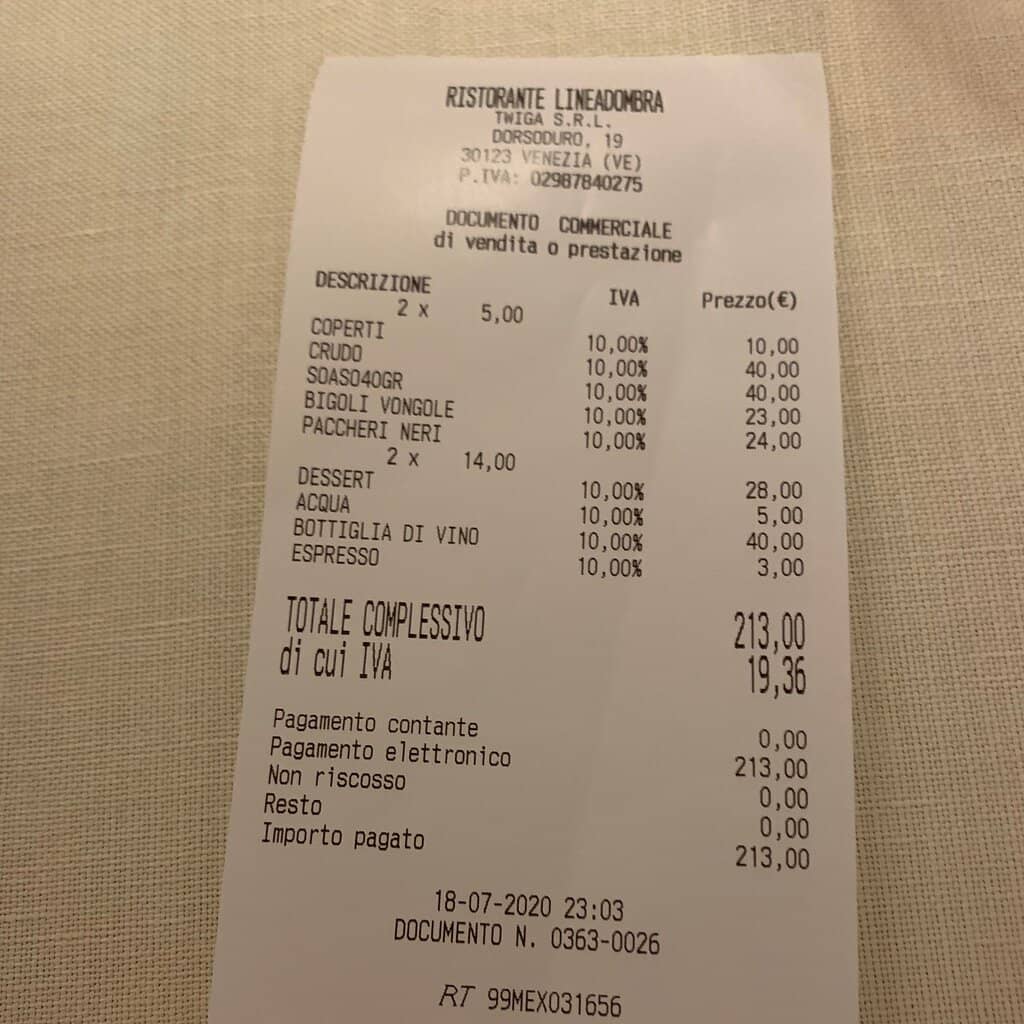 RISTORANTE LINEADOMBRA
TWIGA S.R.L.
DORSODURO, 19
30123 VENEZIA (VE)
P.IVA: 02987840275
DOCUMENTO COMMERCIALE
di vendita o prestazione
DESCRIZIONE IVA Prezzo(€)
2 x 5,00
COPERTI 10,00% 10,00
CRUDO 10,00% 40,00
SOASO40GR 10,00% 40,00
BIGOLI VONGOLE 10,00% 23,00
PACCHERI NERI 10,00% 24,00
2 x 14,00
DESSERT 10,00% 28,00
ACQUA 10,00% 5,00
BOTTIGLIA DI VINO 10,00% 40,00
ESPRESSO 10,00% 3,00
TOTALE COMPLESSIVO 213,00
di cui IVA 19,36
Pagamento contante 0,00
Pagamento elettronico 213,00
Non riscosso 0,00
Resto 0,00
Importo pagato 213,00
18-07-2020 23:03
DOCUMENTO N. 0363-0026
RT 99MEX031656